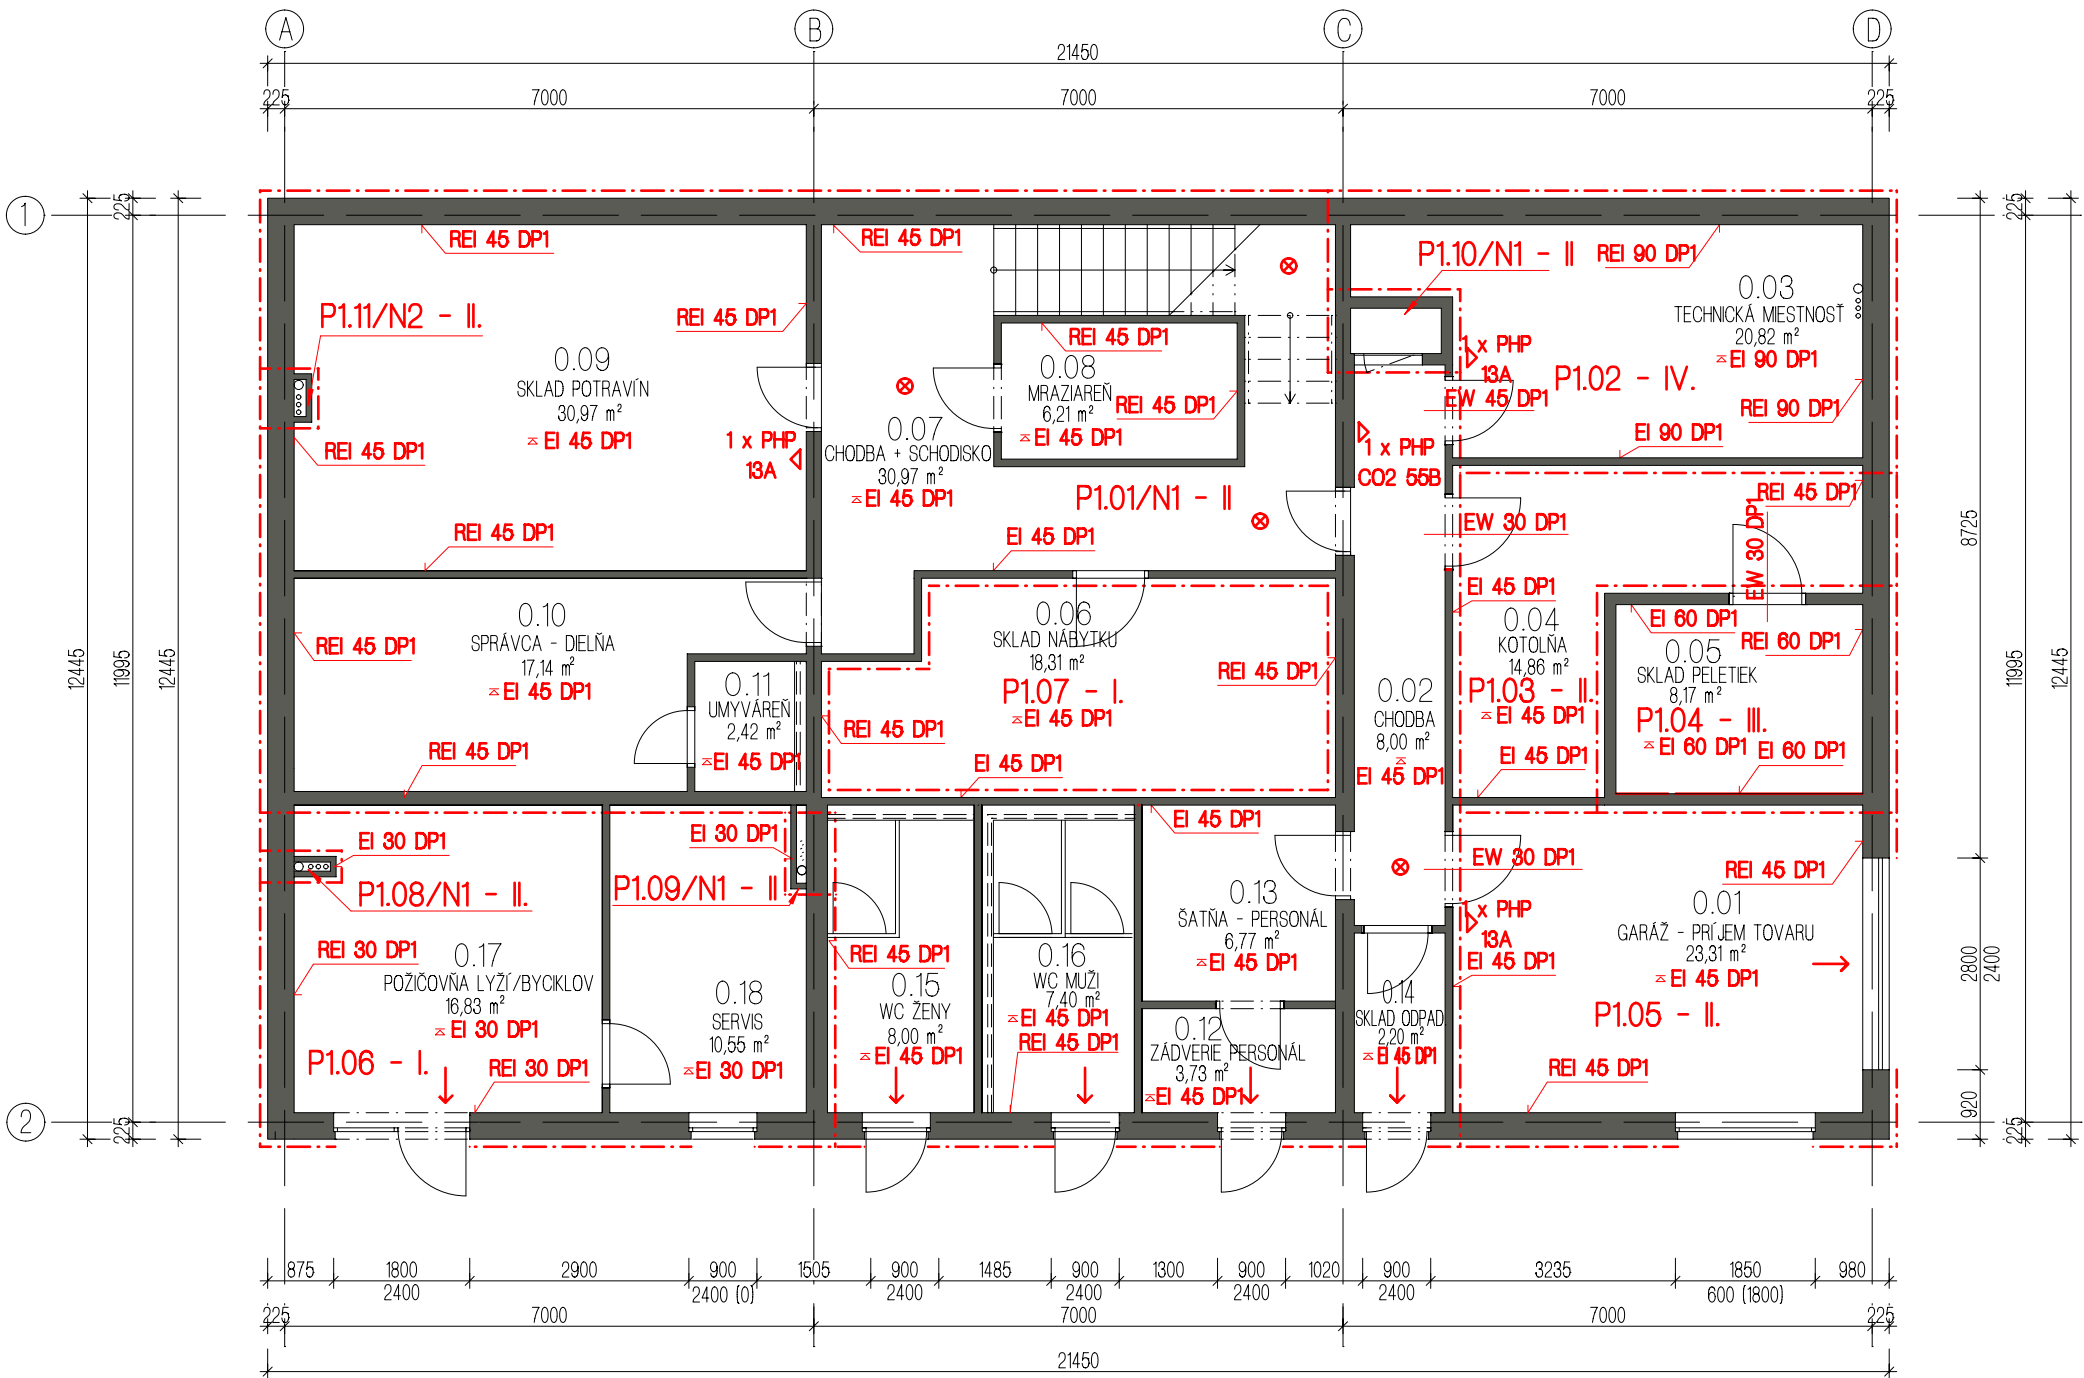 A
B
C
D
21450
225
7000
7000
7000
225
1
2
12445
225
11995
225
12445
225
8725
2800
2400
920
225
11995
225
12445
REI 45 DP1
P1.11/N2 - II.
REI 45 DP1
0.09
SKLAD POTRAVÍN
30,97 m²
EI 45 DP1
REI 45 DP1
REI 45 DP1
1 x PHP
13A
REI 45 DP1
0.08
MRAZIAREŇ
6,21 m²
EI 45 DP1
REI 45 DP1
REI 45 DP1
0.07
CHODBA + SCHODISKO
30,97 m²
EI 45 DP1
P1.01/N1 - II
EI 45 DP1
P1.10/N1 - II
REI 90 DP1
0.03
TECHNICKÁ MIESTNOSŤ
20,82 m²
EI 90 DP1
1 x PHP
13A
P1.02 - IV.
EW 45 DP1
REI 90 DP1
EI 90 DP1
1 x PHP
CO2 55B
REI 45 DP1
EW 30 DP1
EW 30 DP1
EI 45 DP1
0.04
KOTOLŇA
14,86 m²
P1.03 - II.
EI 45 DP1
EI 45 DP1
EI 60 DP1
REI 60 DP1
0.05
SKLAD PELETIEK
8,17 m²
P1.04 - III.
EI 60 DP1
EI 60 DP1
0.10
SPRÁVCA - DIELŇA
17,14 m²
EI 45 DP1
REI 45 DP1
REI 45 DP1
0.11
UMYVÁREŇ
2,42 m²
EI 45 DP1
0.06
SKLAD NÁBYTKU
18,31 m²
P1.07 - I.
EI 45 DP1
REI 45 DP1
REI 45 DP1
EI 45 DP1
0.02
CHODBA
8,00 m²
EI 45 DP1
EI 30 DP1
P1.08/N1 - II.
EI 30 DP1
P1.09/N1 - II
REI 30 DP1
0.17
POŽIČOVŇA LYŽÍ/BYCIKLOV
16,83 m²
EI 30 DP1
P1.06 - I.
REI 30 DP1
0.18
SERVIS
10,55 m²
EI 30 DP1
REI 45 DP1
0.15
WC ŽENY
8,00 m²
EI 45 DP1
0.16
WC MUŽI
7,40 m²
EI 45 DP1
REI 45 DP1
EI 45 DP1
0.13
ŠATŇA - PERSONÁL
6,77 m²
EI 45 DP1
0.12
ZÁDVERIE PERSONÁL
3,73 m²
EI 45 DP1
0.14
SKLAD ODPAD.
2,20 m²
EI 45 DP1
EW 30 DP1
1 x PHP
13A
EI 45 DP1
REI 45 DP1
0.01
GARÁŽ - PRÍJEM TOVARU
23,31 m²
EI 45 DP1
P1.05 - II.
REI 45 DP1
875
1800
2400
2900
900
2400 (0)
1505
900
2400
1485
900
2400
1300
900
2400
1020
900
2400
3235
1850
600 (1800)
980
225
7000
7000
7000
225
21450